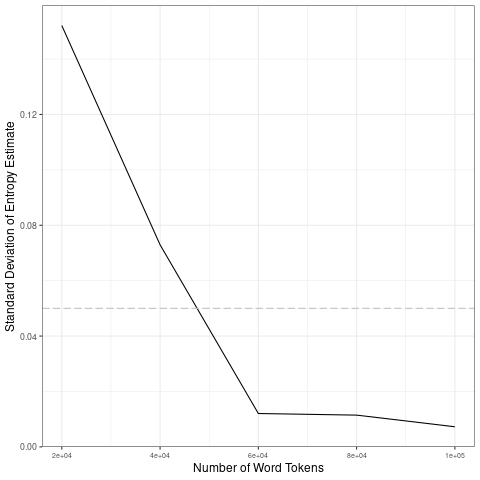 Standard Deviation of Entropy Estimate
0.12
0.08
0.04
0.00
2e+04 4e+04 6e+04 8e+04 1e+05
Number of Word Tokens